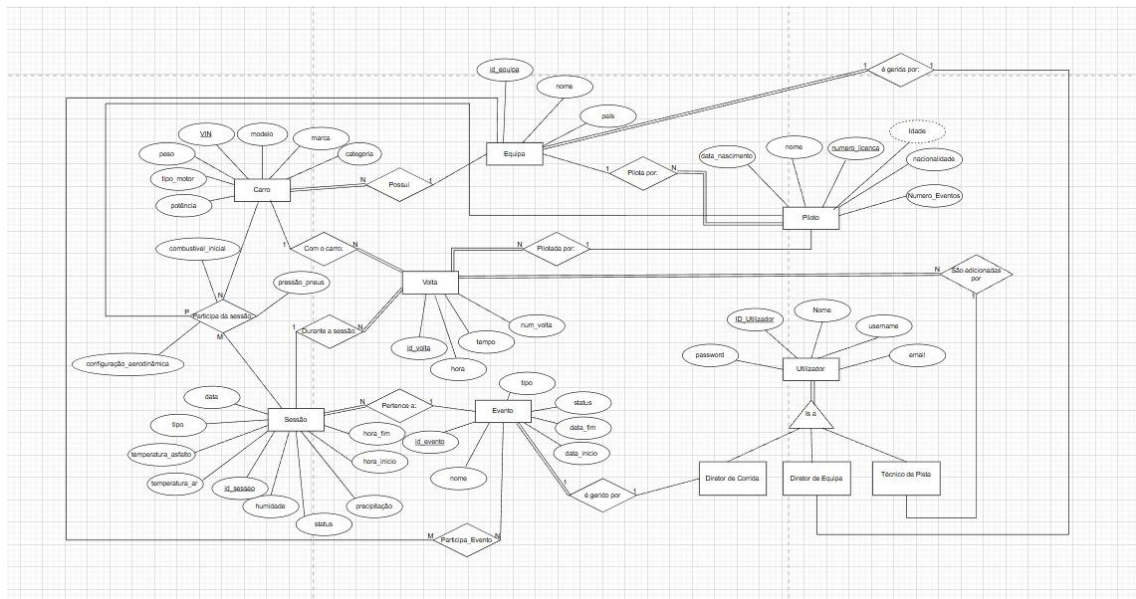 id_equipa
nome
país
1
é gerida por:
1
VIN
modelo
marca
categoria
peso
tipo_motor
potência
Carro
N
Possui
1
Equipa
1
Pilota por:
N
data_nascimento
nome
numero_licenca
Idade
nacionalidade
Numero_Eventos
Piloto
combustivel_inicial
1
Com o carro:
N
N
Pilotada por:
1
Volta
N
São adicionadas
por
1
pressão_pneus
N
P
Participa da sessão:
M
1
Durante a sessão:
N
id_volta
hora
tempo
num_volta
ID_Utilizador
Nome
username
password
email
Utilizador
configuração_aerodinâmica
data
tipo
temperatura_asfalto
temperatura_ar
id_sessao
humidade
status
precipitação
hora_inicio
hora_fim
Sessão
N
Pertence a:
1
Evento
tipo
status
data_fim
data_inicio
id_evento
nome
Is a
1
é gerido por
1
Diretor de Corrida
Diretor de Equipa
Técnico de Pista
M
Participa_Evento
N